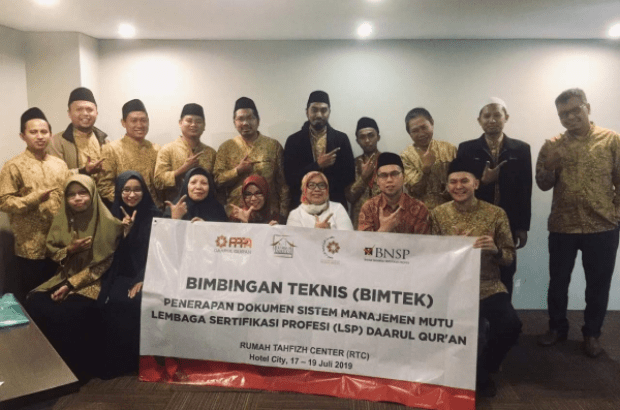 PPPA
BNSP
BIMBINGAN TEKNIS (BIMTEK)
PENERAPAN DOKUMEN SISTEM MANAJEMEN MUTU
LEMBAGA SERTIFIKASI PROFESI (LSP) DAARUL QUR'AN
RUMAH TAHFIZH CENTER (RTC)
Hotel City, 17 – 19 Juli 2019